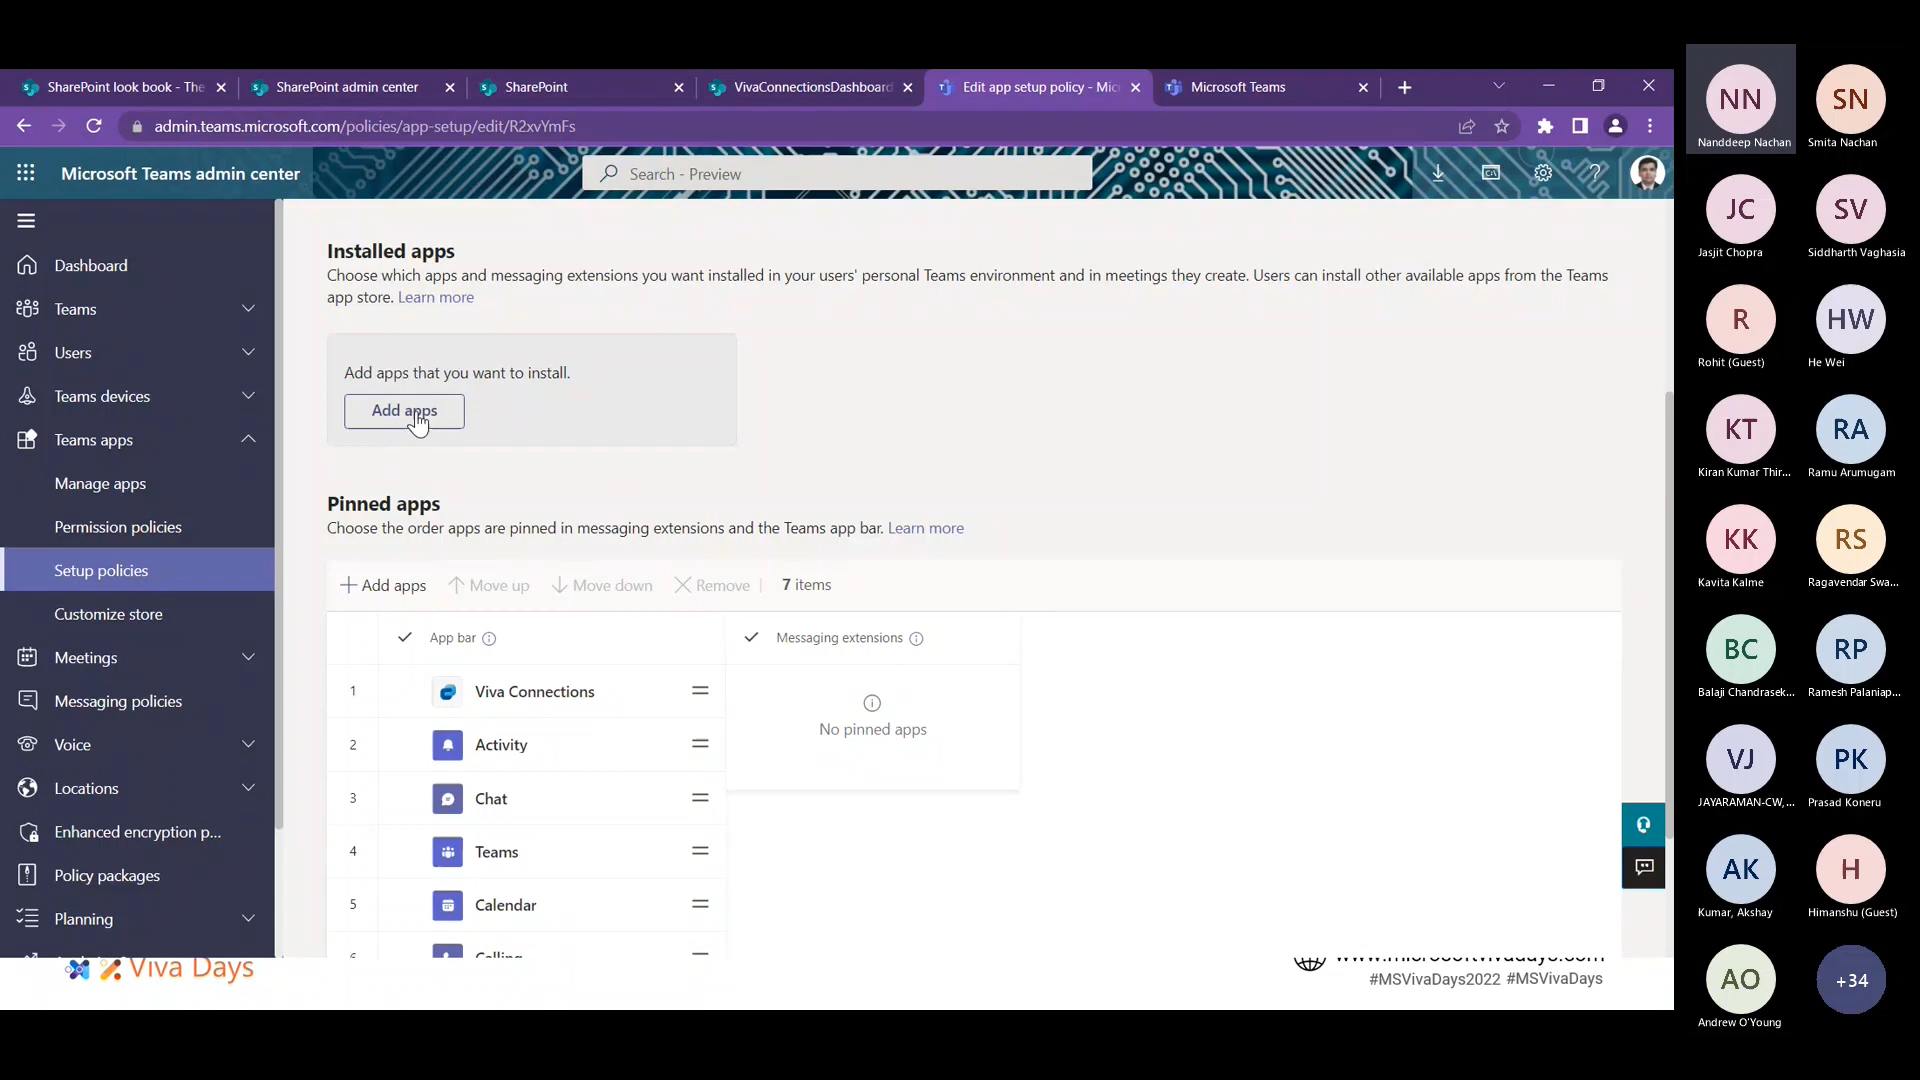 SharePoint look book - The
SharePoint admin center
SharePoint
VivaConnectionsDashboard
Edit app setup policy - Mic
Microsoft Teams
admin.teams.microsoft.com/policies/app-setup/edit/R2xvYmFs
Microsoft Teams admin center
Search - Preview
Dashboard
Teams
Users
Teams devices
Teams apps
Manage apps
Permission policies
Setup policies
Customize store
Meetings
Messaging policies
Voice
Locations
Enhanced encryption p...
Policy packages
Planning
Installed apps
Choose which apps and messaging extensions you want installed in your users' personal Teams environment and in meetings they create. Users can install other available apps from the Teams
app store. Learn more
Add apps that you want to install.
Add apps
Pinned apps
Choose the order apps are pinned in messaging extensions and the Teams app bar. Learn more
Add apps Move up Move down Remove 7 items
App bar
Messaging extensions
1 Viva Connections
2 Activity
3 Chat
4 Teams
5 Calendar
6 Calling
No pinned apps
Viva Days
www.microsoftvivadays.com
#MSVivaDays2022 #MSVivaDays
NN
Nanddeep Nachan
SN
Smita Nachan
JC
Jasjit Chopra
SV
Siddharth Vaghasia
R
Rohit (Guest)
HW
He Wei
KT
Kiran Kumar Thir...
RA
Ramu Arumugam
KK
Kavita Kalme
RS
Ragavendar Swa...
BC
Balaji Chandrasek...
RP
Ramesh Palaniap...
VJ
JAYARAMAN-CW,...
PK
Prasad Koneru
AK
Kumar, Akshay
H
Himanshu (Guest)
AO
Andrew O'Young
+34